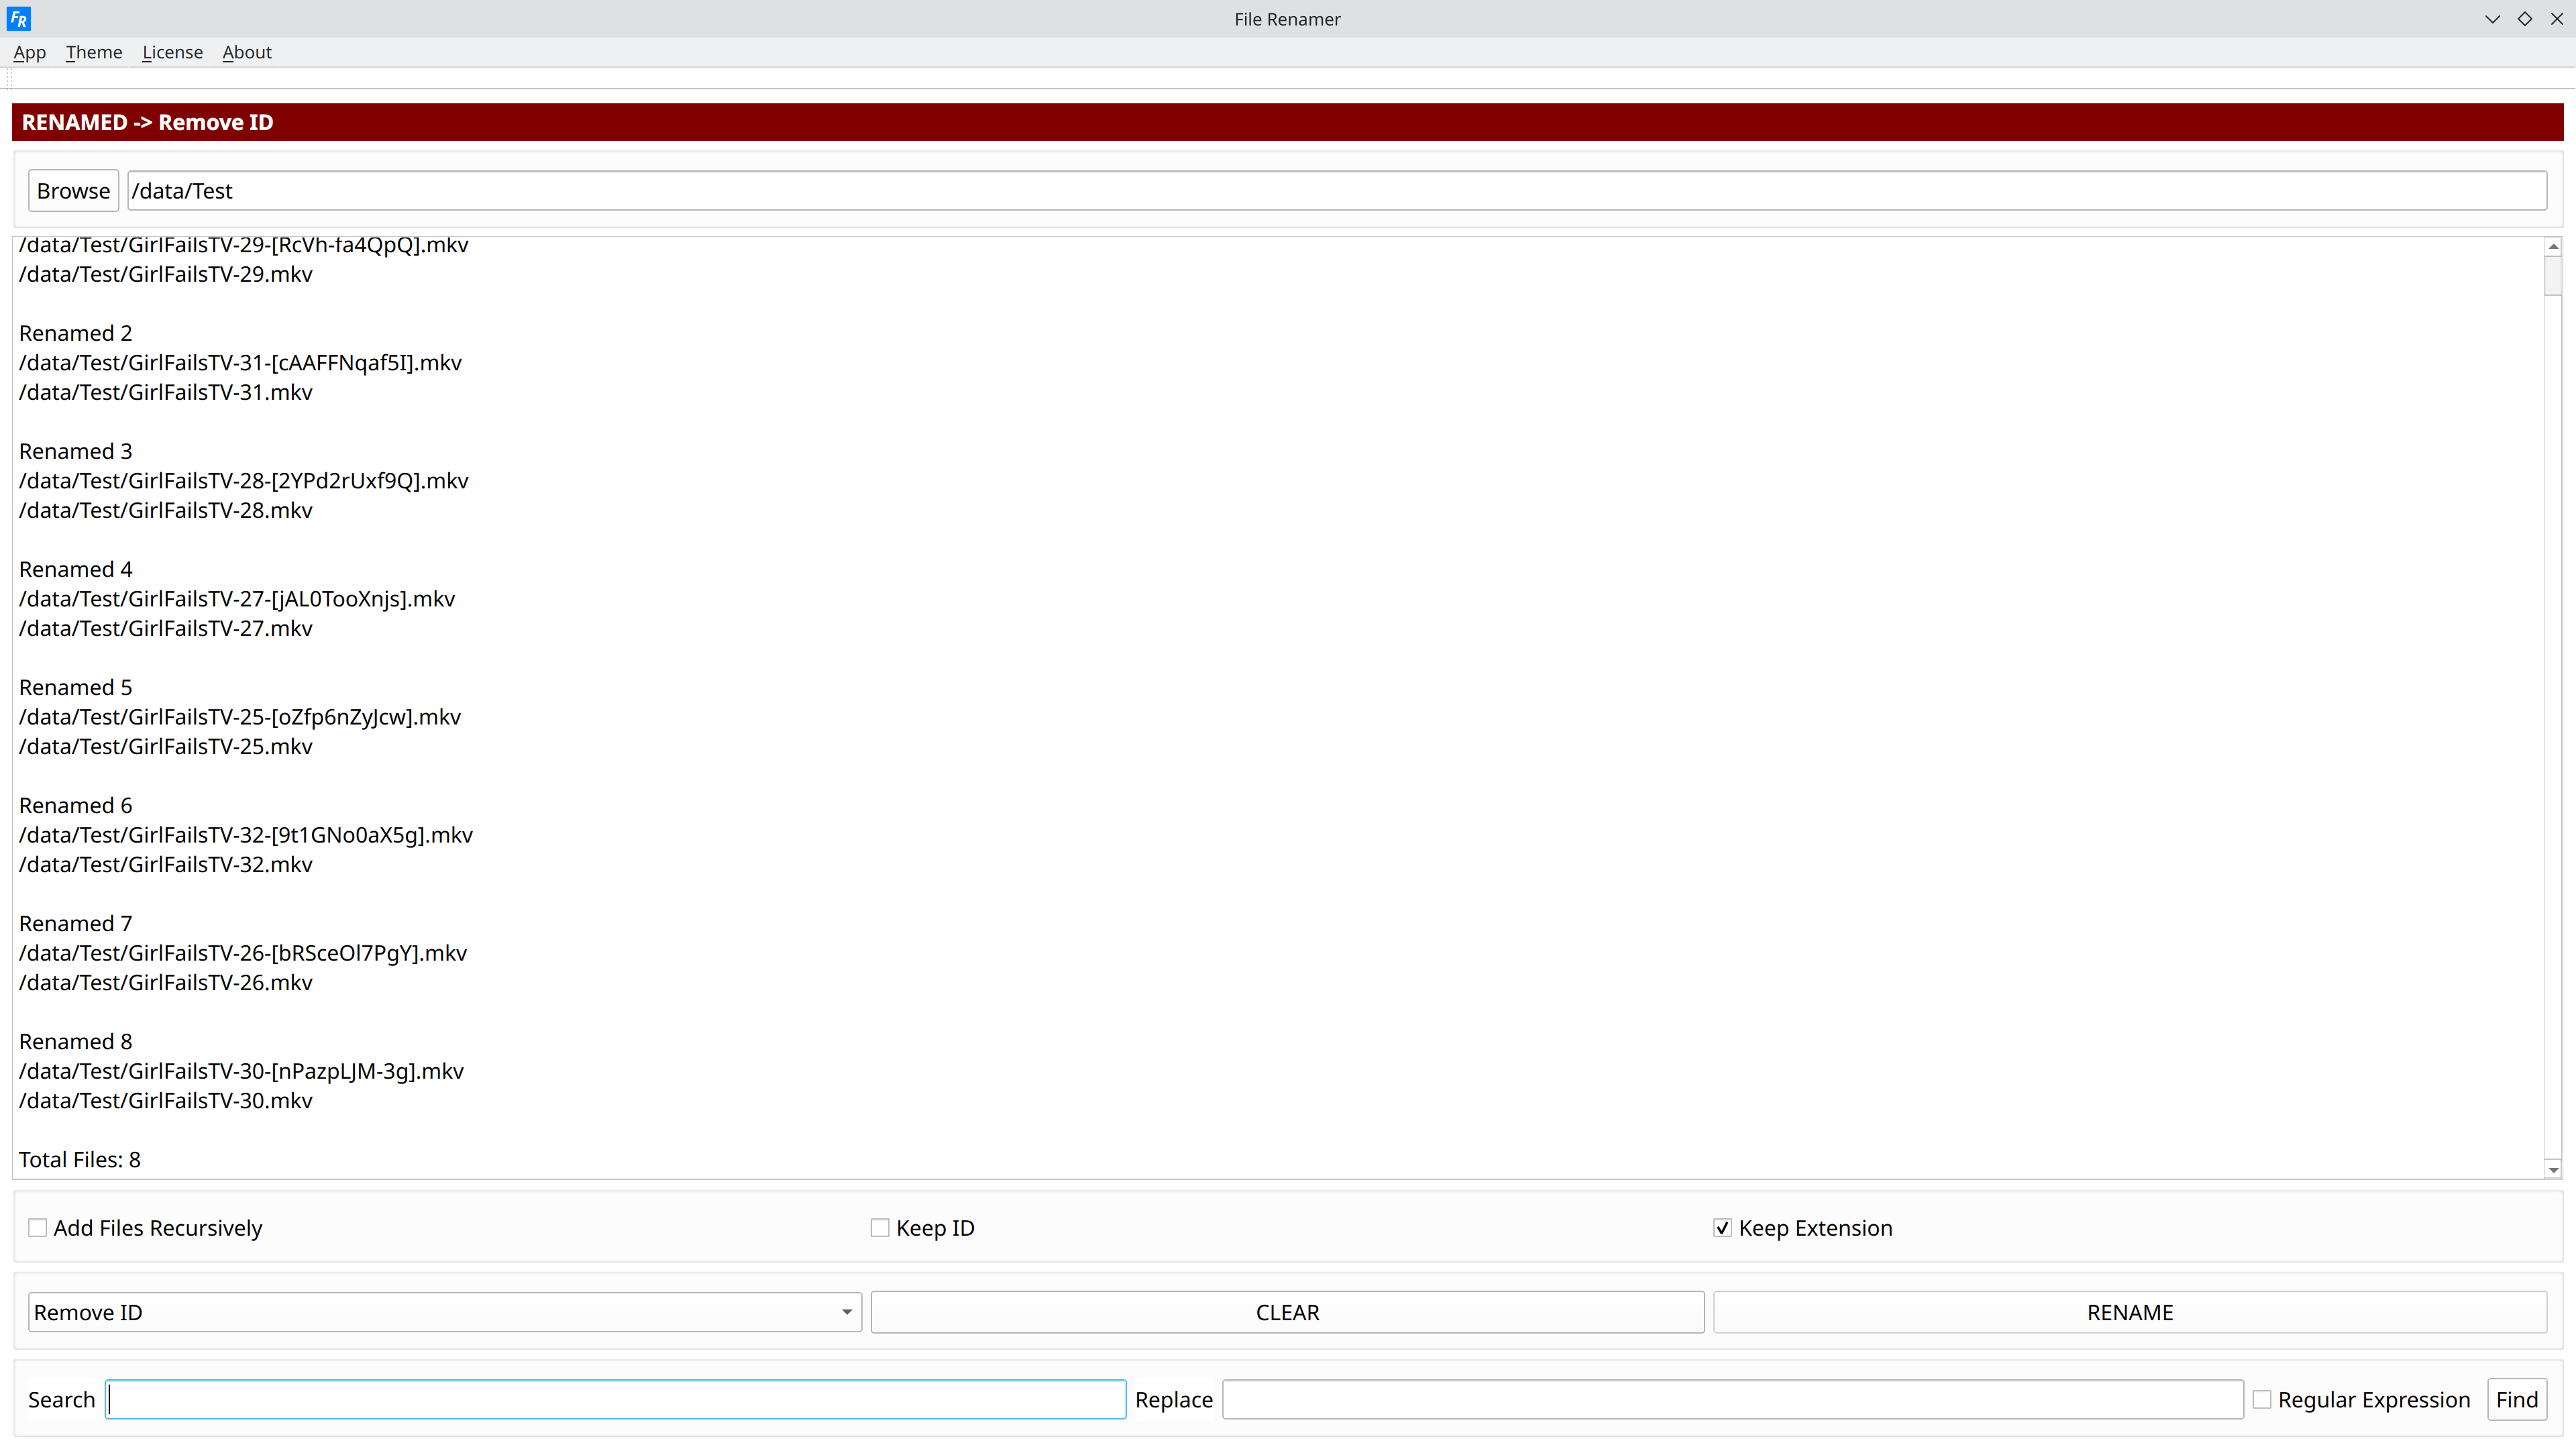 FR File Renamer
App Theme License About
RENAMED -> Remove ID
Browse /data/Test
/data/Test/GirlFailsTV-29-[RcVh-fa4QpQ].mkv
/data/Test/GirlFailsTV-29.mkv
Renamed 2
/data/Test/GirlFailsTV-31-[cAAFFNqaf5I].mkv
/data/Test/GirlFailsTV-31.mkv
Renamed 3
/data/Test/GirlFailsTV-28-[2YPd2rUxf9Q].mkv
/data/Test/GirlFailsTV-28.mkv
Renamed 4
/data/Test/GirlFailsTV-27-[jAL0TooXnjs].mkv
/data/Test/GirlFailsTV-27.mkv
Renamed 5
/data/Test/GirlFailsTV-25-[oZfp6nZyJcw].mkv
/data/Test/GirlFailsTV-25.mkv
Renamed 6
/data/Test/GirlFailsTV-32-[9t1GNo0aX5g].mkv
/data/Test/GirlFailsTV-32.mkv
Renamed 7
/data/Test/GirlFailsTV-26-[bRSceOl7PgY].mkv
/data/Test/GirlFailsTV-26.mkv
Renamed 8
/data/Test/GirlFailsTV-30-[nPazpLJM-3g].mkv
/data/Test/GirlFailsTV-30.mkv
Total Files: 8
Add Files Recursively Keep ID Keep Extension
Remove ID CLEAR RENAME
Search Replace Regular Expression Find